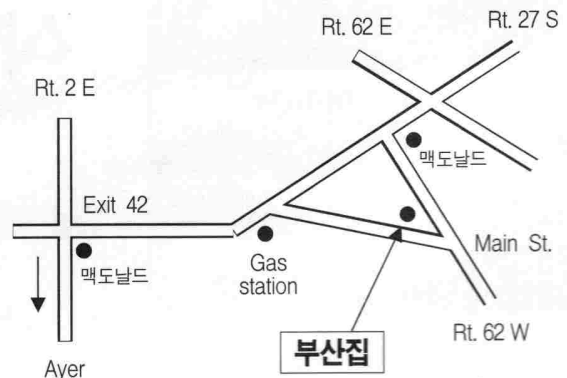 Rt. 62 E
Rt. 27 S
Rt. 2 E
맥도날드
Exit 42
맥도날드
Gas
station
Main St.
부산집
Rt. 62 W
Ayer